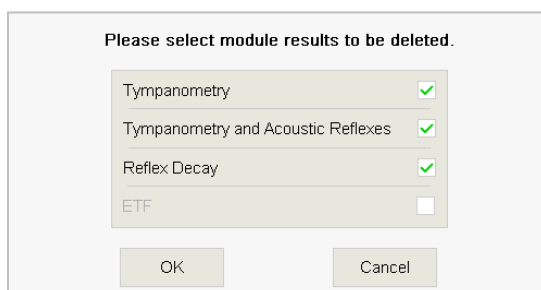 Please select module results to be deleted.
Tympanometry
Tympanometry and Acoustic Reflexes
Reflex Decay
ETF
OK Cancel